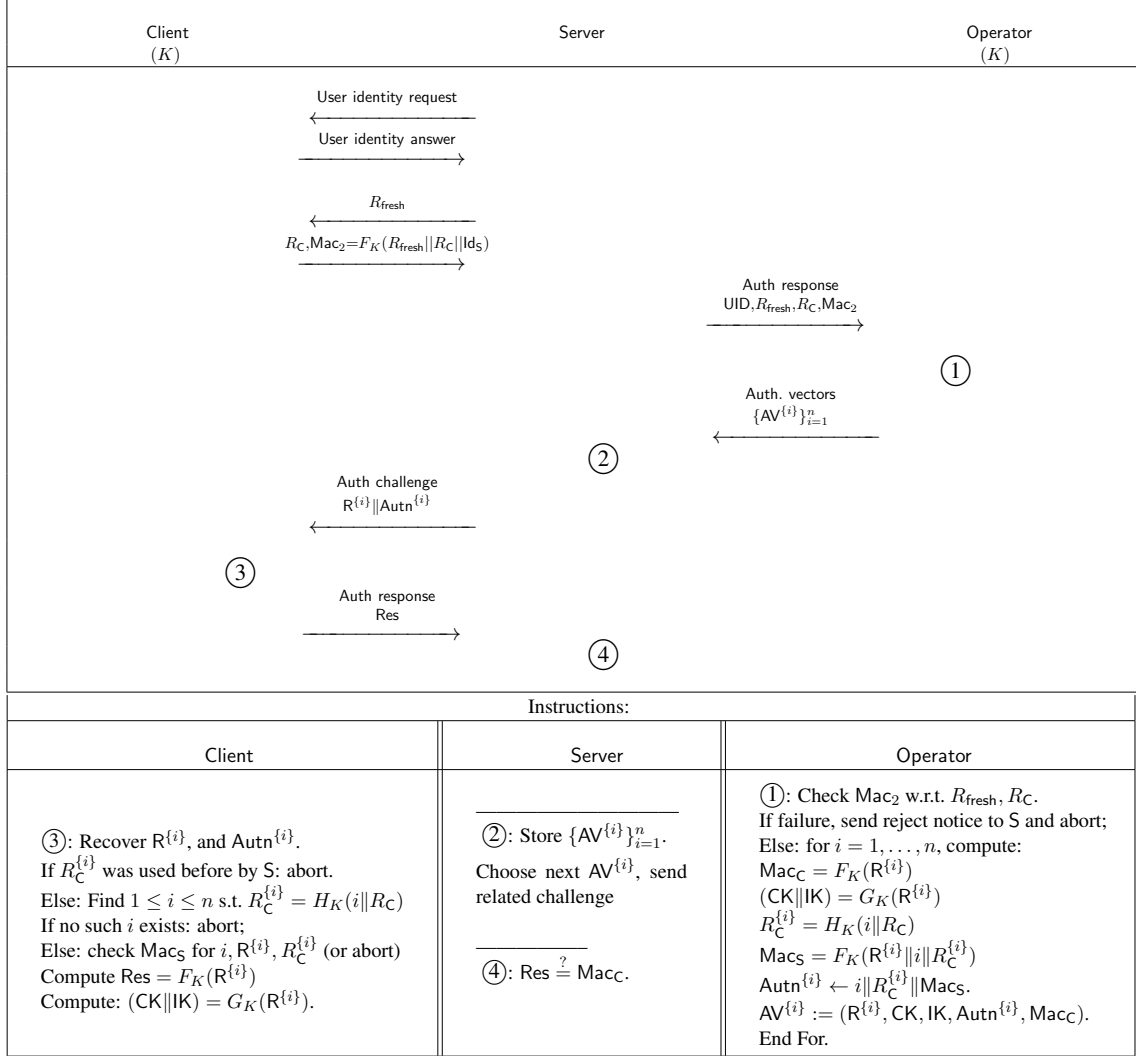 Client Server Operator
(K) (K)
User identity request
User identity answer
R_fresh
R_C,Mac_2=F_K(R_fresh||R_C||Id_S)
Auth response
UID,R_fresh,R_C,Mac_2
①
Auth. vectors
{AV^{i}}_{i=1}^n
②
Auth challenge
R^{i}‖Autn^{i}
③
Auth response
Res
④
Instructions:
Client
③: Recover R^{i}, and Autn^{i}.
If R_C^{i} was used before by S: abort.
Else: Find 1 ≤ i ≤ n s.t. R_C^{i} = H_K(i‖R_C)
If no such i exists: abort;
Else: check Mac_S for i, R^{i}, R_C^{i} (or abort)
Compute Res = F_K(R^{i})
Compute: (CK‖IK) = G_K(R^{i}).
Server
②: Store {AV^{i}}_{i=1}^n.
Choose next AV^{i}, send
related challenge
④: Res ?= Mac_C.
Operator
①: Check Mac_2 w.r.t. R_fresh, R_C.
If failure, send reject notice to S and abort;
Else: for i = 1, . . . , n, compute:
Mac_C = F_K(R^{i})
(CK‖IK) = G_K(R^{i})
R_C^{i} = H_K(i‖R_C)
Mac_S = F_K(R^{i}‖i‖R_C^{i})
Autn^{i} ← i‖R_C^{i}‖Mac_S.
AV^{i} := (R^{i}, CK, IK, Autn^{i}, Mac_C).
End For.